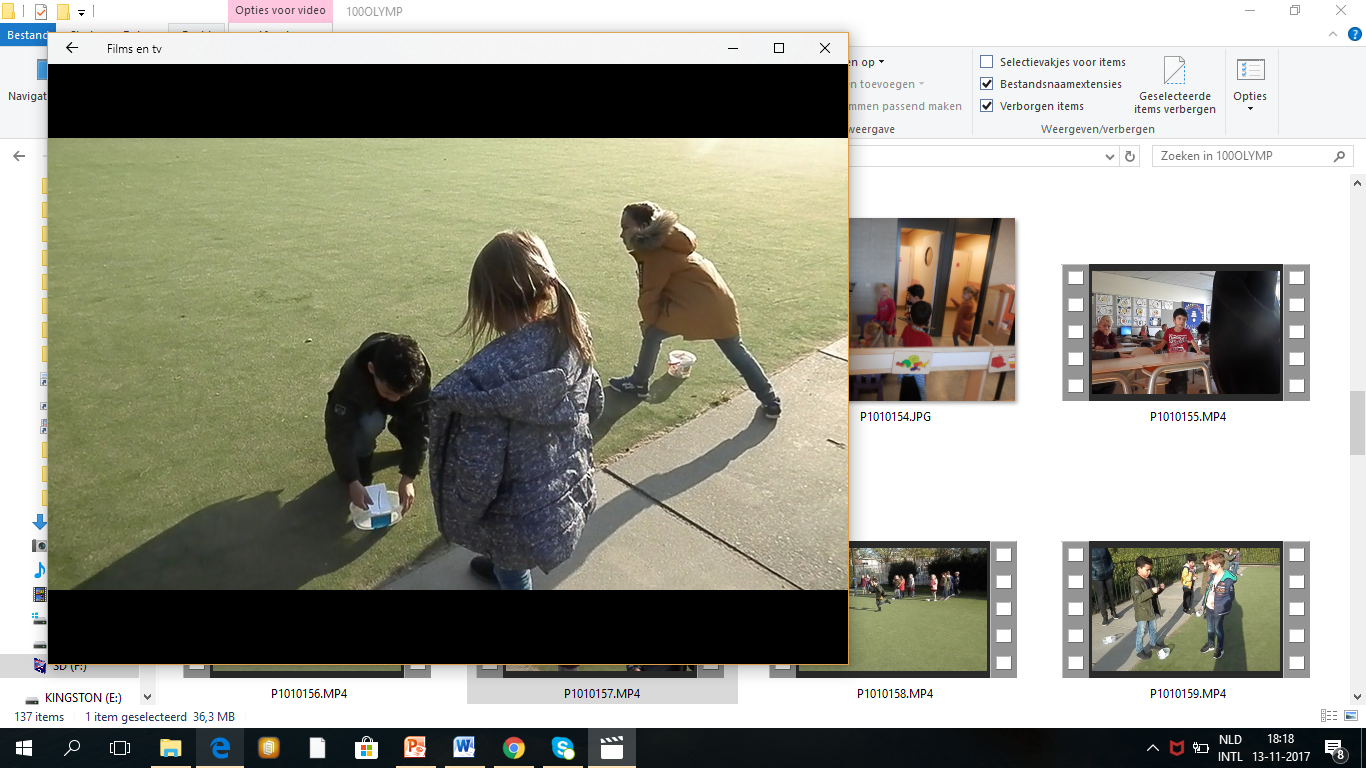 Opties voor video
100OLYMP
Bestand
Films en tv
Navigat
en op
en toevoegen
mmen passend maken
weergave
Selectievakjes voor items
Bestandsnaamextensies
Verborgen items
Geselecteerde
items verbergen
Opties
Weergeven/verbergen
Zoeken in 100OLYMP
P1010154.JPG
P1010155.MP4
SD (F:)
KINGSTON (E:)
P1010156.MP4
P1010157.MP4
P1010158.MP4
P1010159.MP4
137 items
1 item geselecteerd 36,3 MB
NLD
INTL
18:18
13-11-2017
8